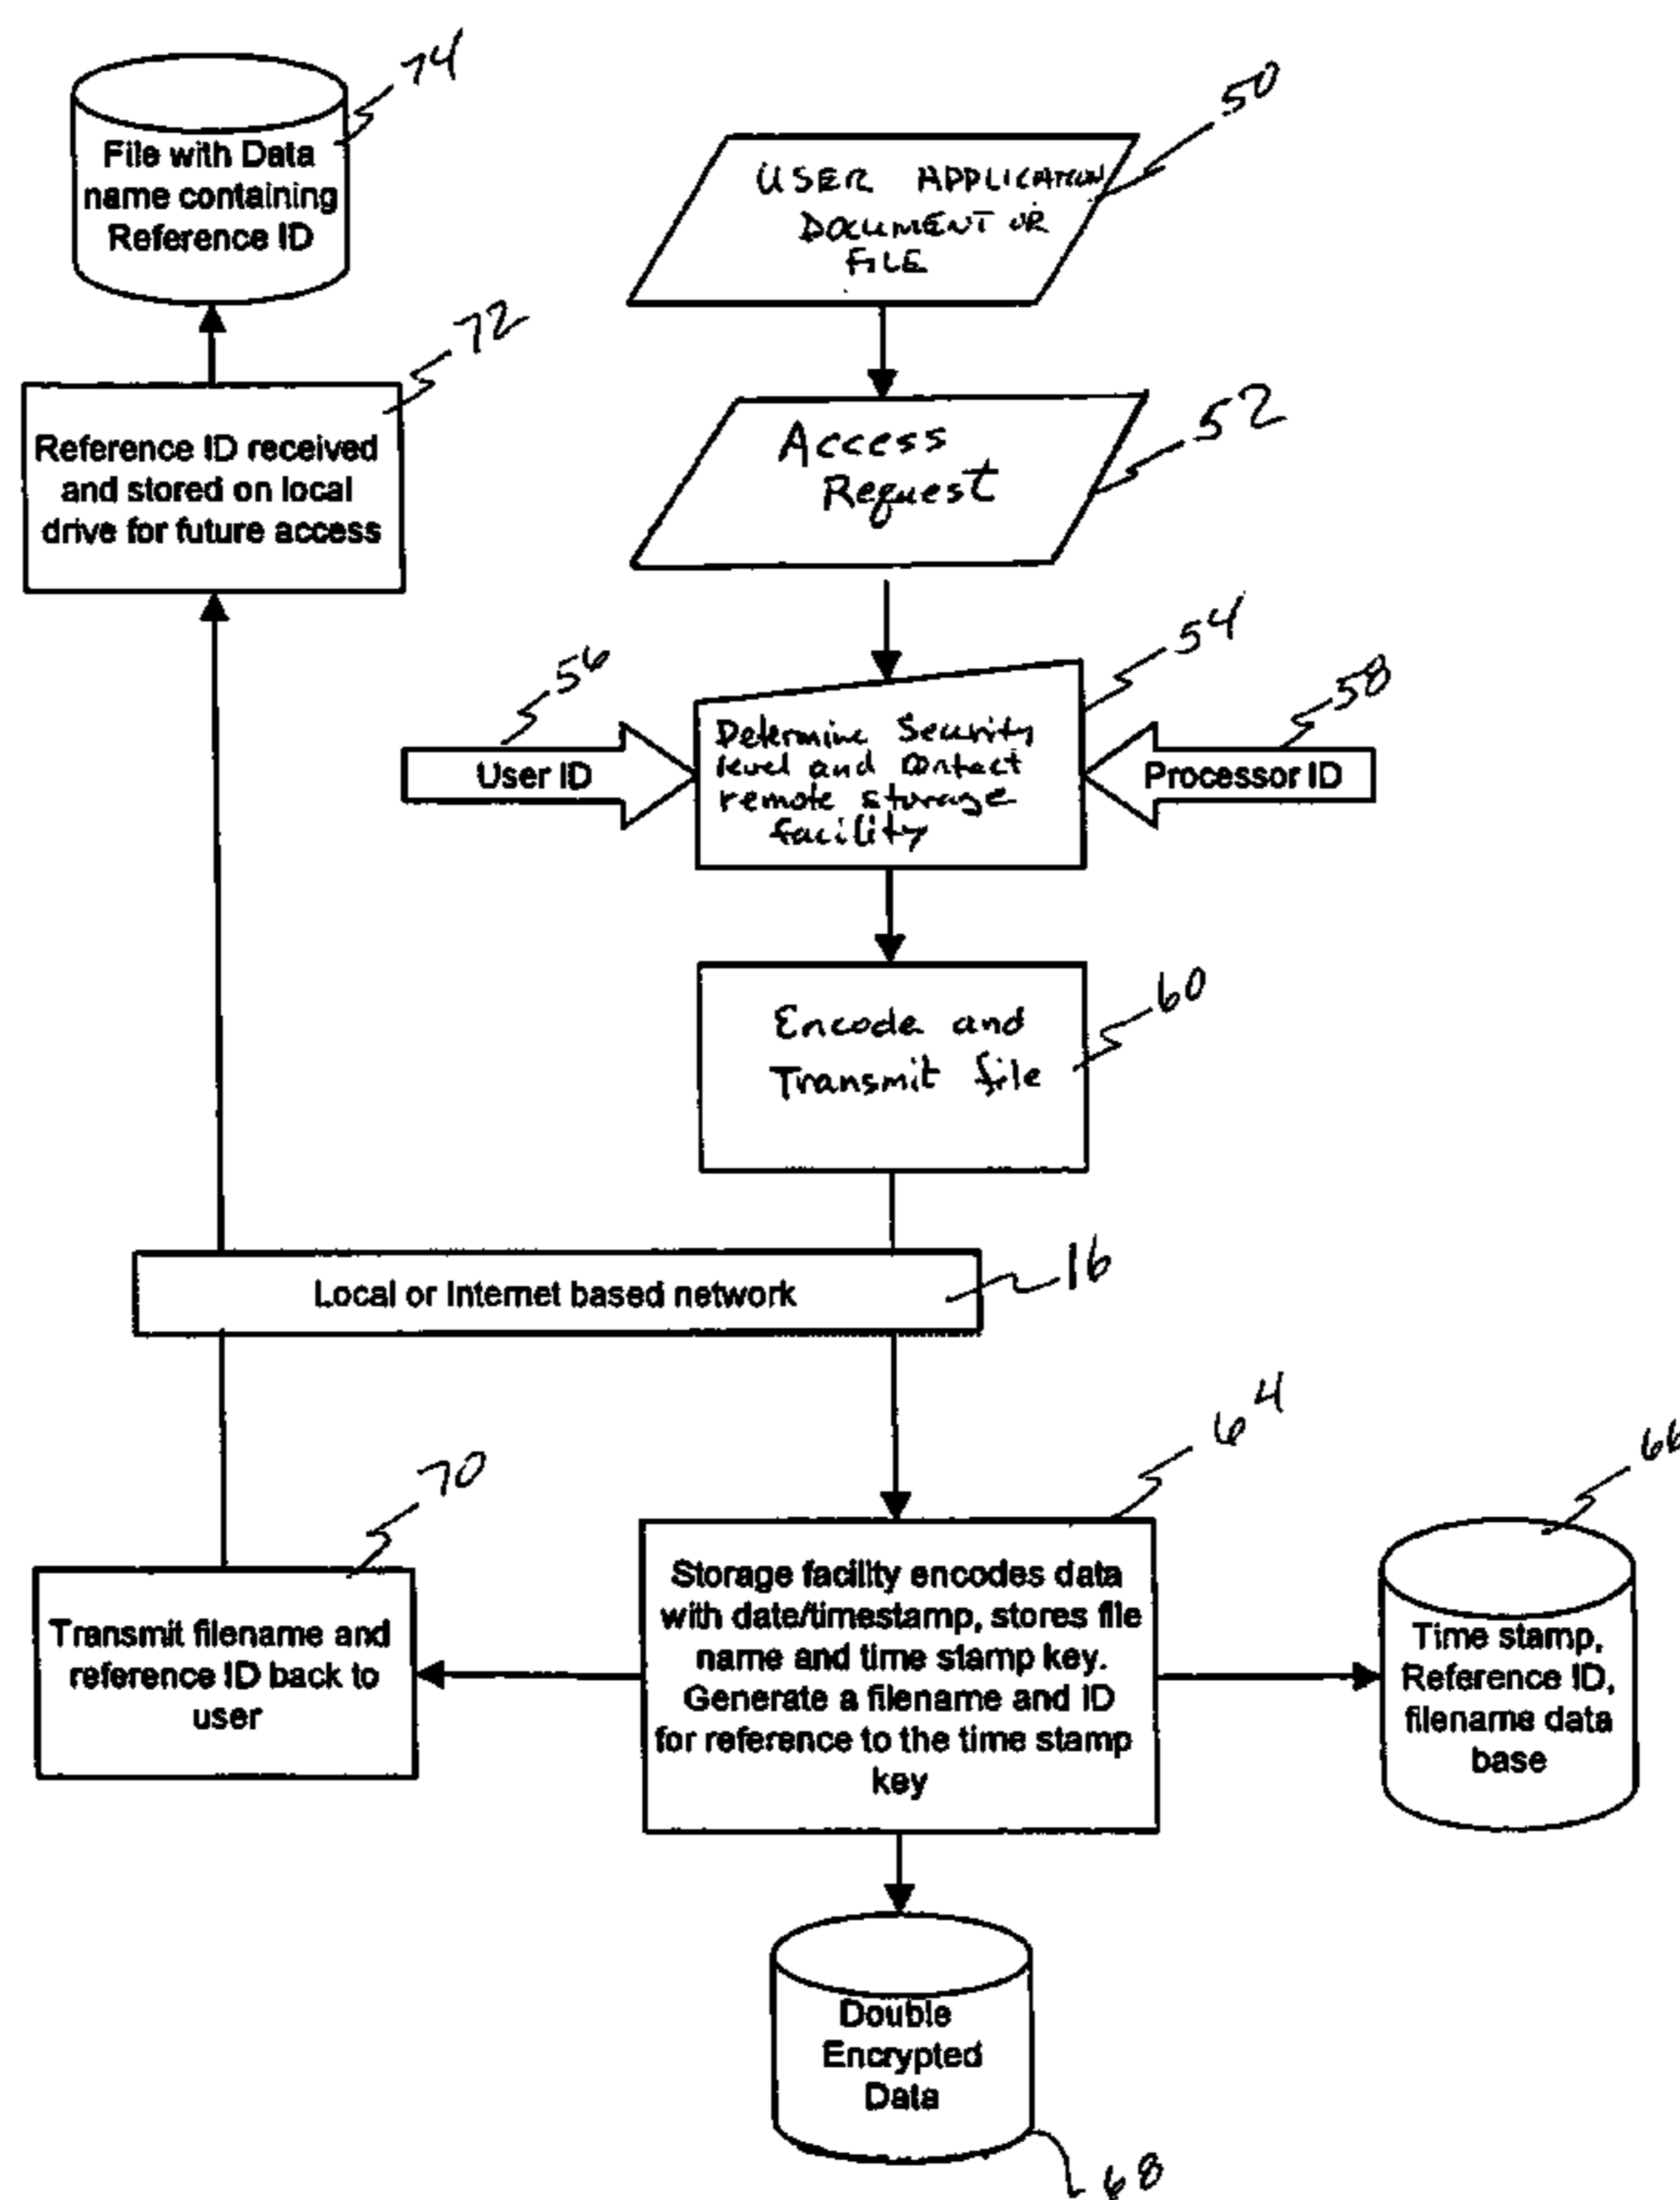 74
File with Data
name containing
Reference ID
50
USER APPLICATION
DOCUMENT OR
FILE
72
Reference ID received
and stored on local
drive for future access
52
Access
Request
54
56
58
User ID
Determine Security
level and contact
remote storage
facility
Processor ID
60
Encode and
Transmit file
Local or Internet based network
16
64
66
70
Transmit filename and
reference ID back to
user
Storage facility encodes data
with date/timestamp, stores file
name and time stamp key.
Generate a filename and ID
for reference to the time stamp
key
Time stamp,
Reference ID,
filename data
base
Double
Encrypted
Data
68